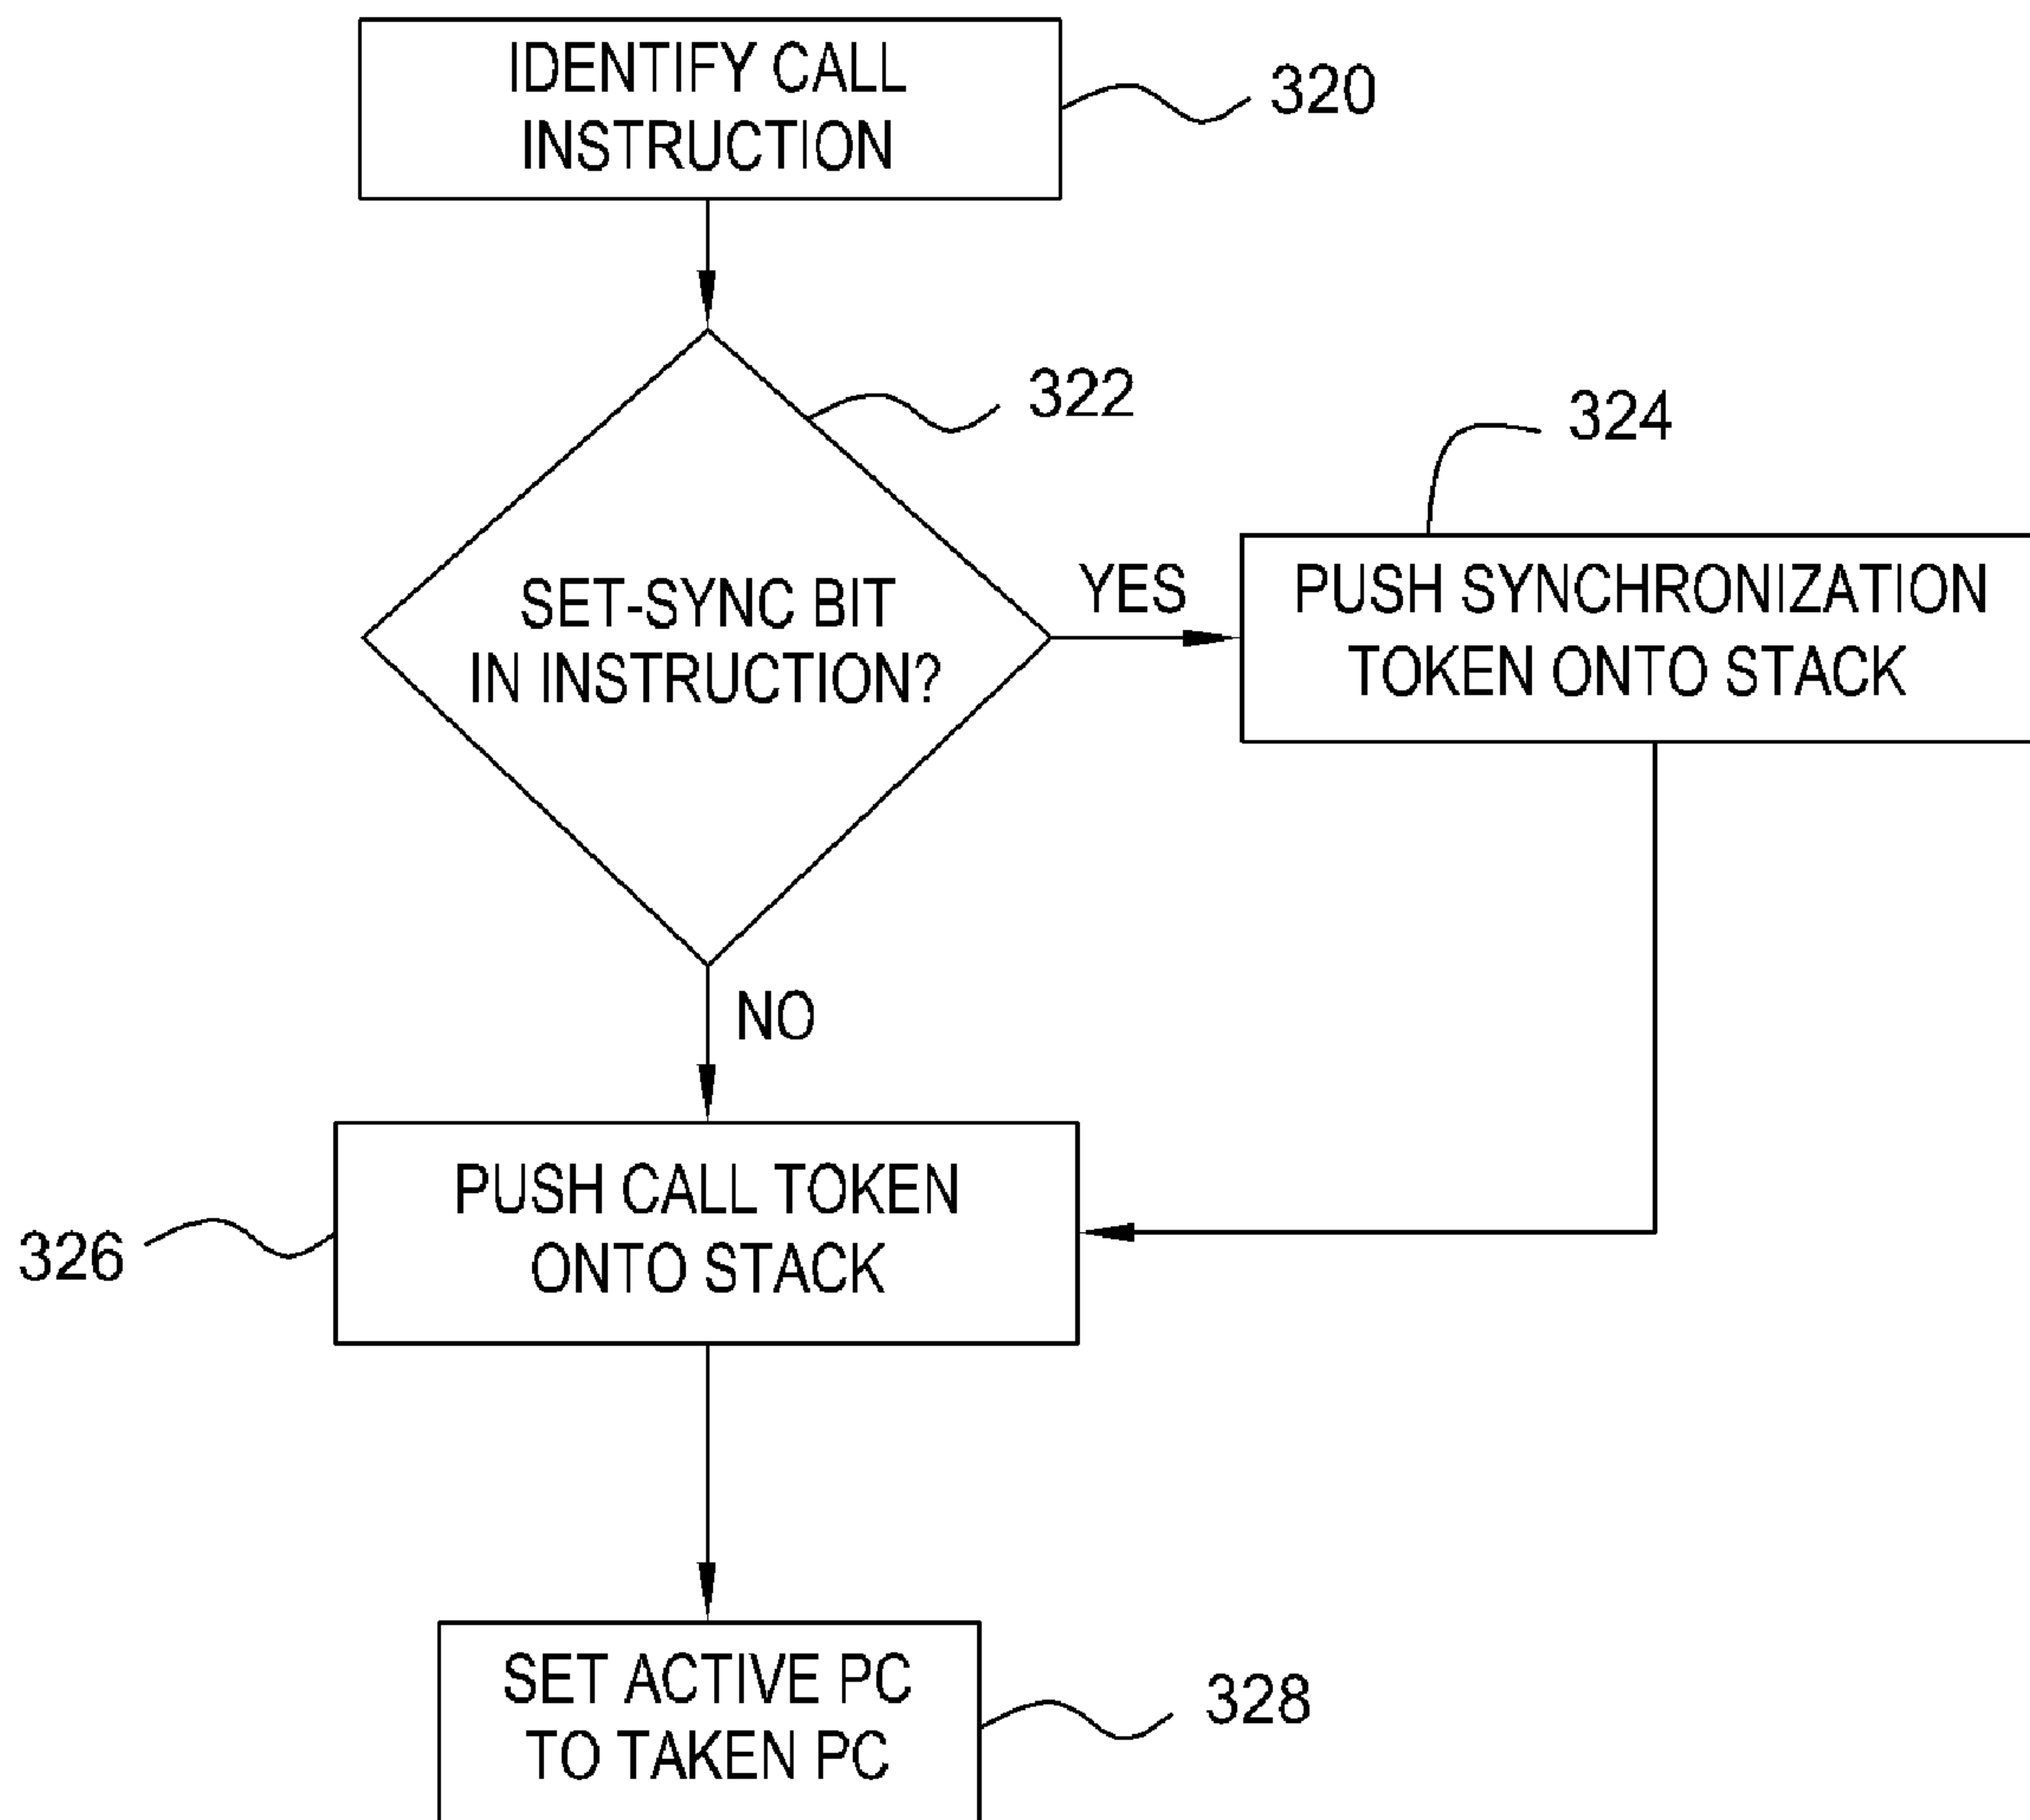 IDENTIFY CALL
INSTRUCTION
320
322
324
SET-SYNC BIT
IN INSTRUCTION?
YES
PUSH SYNCHRONIZATION
TOKEN ONTO STACK
NO
PUSH CALL TOKEN
ONTO STACK
326
SET ACTIVE PC
TO TAKEN PC
328